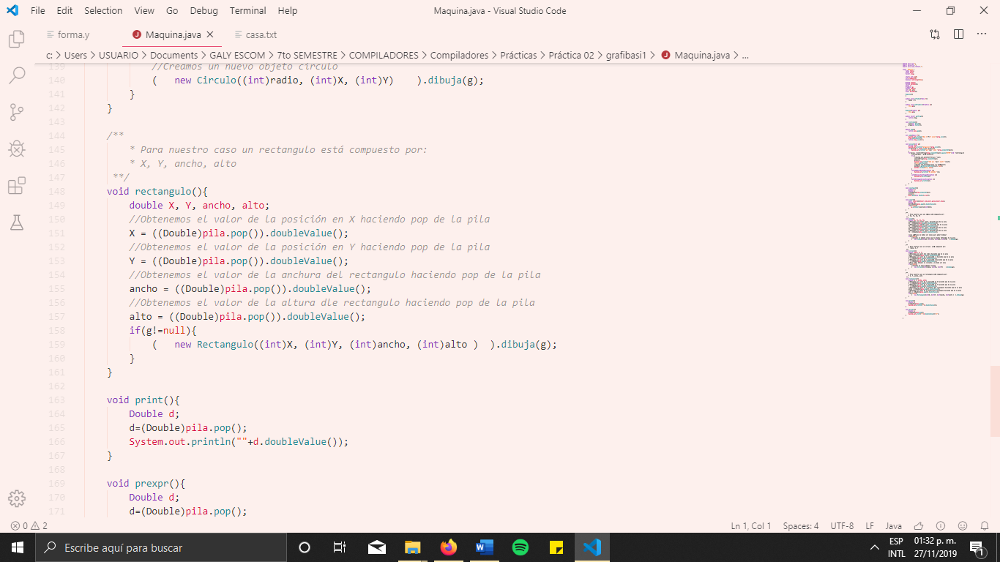 File Edit Selection View Go Debug Terminal Help Maquina.java - Visual Studio Code
forma.y Maquina.java casa.txt
c: > Users > USUARIO > Documents > GALY ESCOM > 7to SEMESTRE > COMPILADORES > Compiladores > Prácticas > Práctica 02 > grafibasi1 > Maquina.java > ...
139 //Creamos un nuevo objeto circulo
140 (   new Circulo((int)radio, (int)X, (int)Y)    ).dibuja(g);
141 }
142 }
143
144 /**
145 * Para nuestro caso un rectangulo está compuesto por:
146 * X, Y, ancho, alto
147 **/
148 void rectangulo(){
149 double X, Y, ancho, alto;
150 //Obtenemos el valor de la posición en X haciendo pop de la pila
151 X = ((Double)pila.pop()).doubleValue();
152 //Obtenemos el valor de la posición en Y haciendo pop de la pila
153 Y = ((Double)pila.pop()).doubleValue();
154 //Obtenemos el valor de la anchura del rectangulo haciendo pop de la pila
155 ancho = ((Double)pila.pop()).doubleValue();
156 //Obtenemos el valor de la altura dle rectangulo haciendo pop de la pila
157 alto = ((Double)pila.pop()).doubleValue();
158 if(g!=null){
159 (   new Rectangulo((int)X, (int)Y, (int)ancho, (int)alto )  ).dibuja(g);
160 }
161 }
162
163 void print(){
164 Double d;
165 d=(Double)pila.pop();
166 System.out.println(""+d.doubleValue());
167 }
168
169 void prexpr(){
170 Double d;
171 d=(Double)pila.pop();
0 2 Ln 1, Col 1 Spaces: 4 UTF-8 LF Java
Escribe aquí para buscar
ESP 01:32 p. m.
INTL 27/11/2019
1